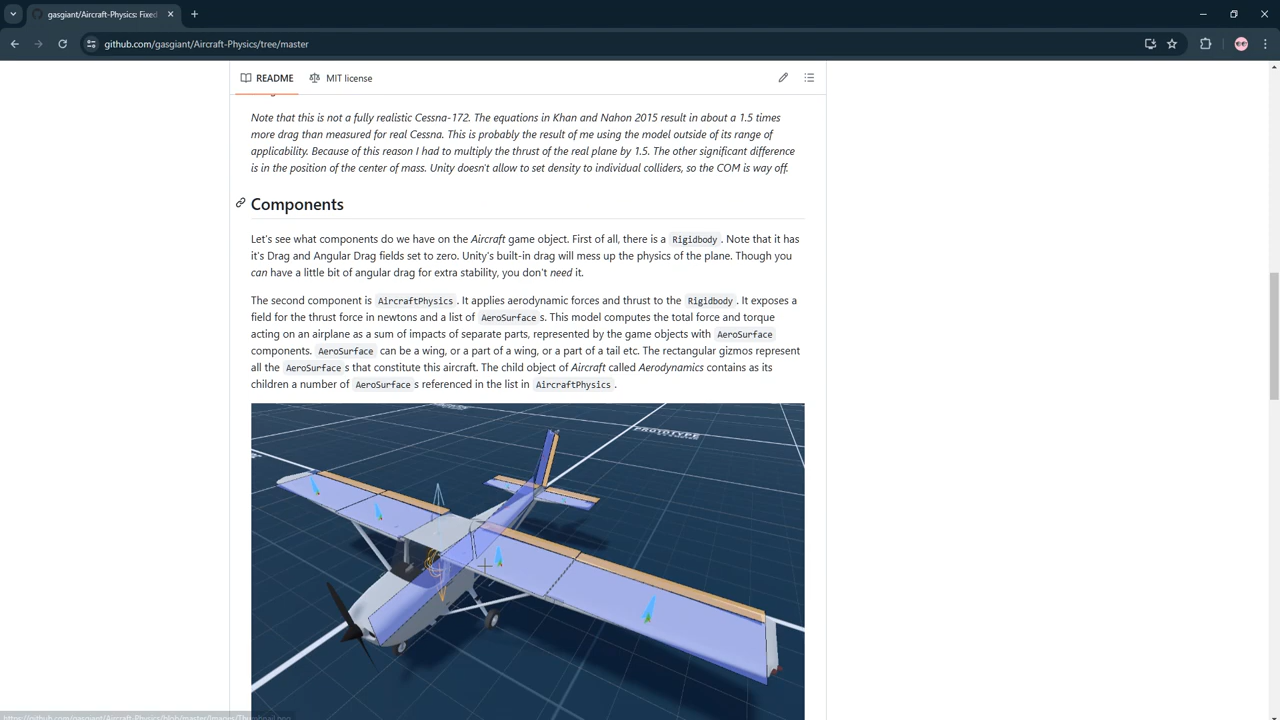 gasgiant/Aircraft-Physics: Fixed
github.com/gasgiant/Aircraft-Physics/tree/master
README
MIT license
Note that this is not a fully realistic Cessna-172. The equations in Khan and Nahon 2015 result in about a 1.5 times
more drag than measured for real Cessna. This is probably the result of me using the model outside of its range of
applicability. Because of this reason I had to multiply the thrust of the real plane by 1.5. The other significant difference
is in the position of the center of mass. Unity doesn't allow to set density to individual colliders, so the COM is way off.
Components
Let's see what components do we have on the Aircraft game object. First of all, there is a Rigidbody. Note that it has
it's Drag and Angular Drag fields set to zero. Unity's built-in drag will mess up the physics of the plane. Though you
can have a little bit of angular drag for extra stability, you don't need it.
The second component is AircraftPhysics. It applies aerodynamic forces and thrust to the Rigidbody. It exposes a
field for the thrust force in newtons and a list of AeroSurface s. This model computes the total force and torque
acting on an airplane as a sum of impacts of separate parts, represented by the game objects with AeroSurface
components. AeroSurface can be a wing, or a part of a wing, or a part of a tail etc. The rectangular gizmos represent
all the AeroSurface s that constitute this aircraft. The child object of Aircraft called Aerodynamics contains as its
children a number of AeroSurface s referenced in the list in AircraftPhysics.
PROTOTYPE